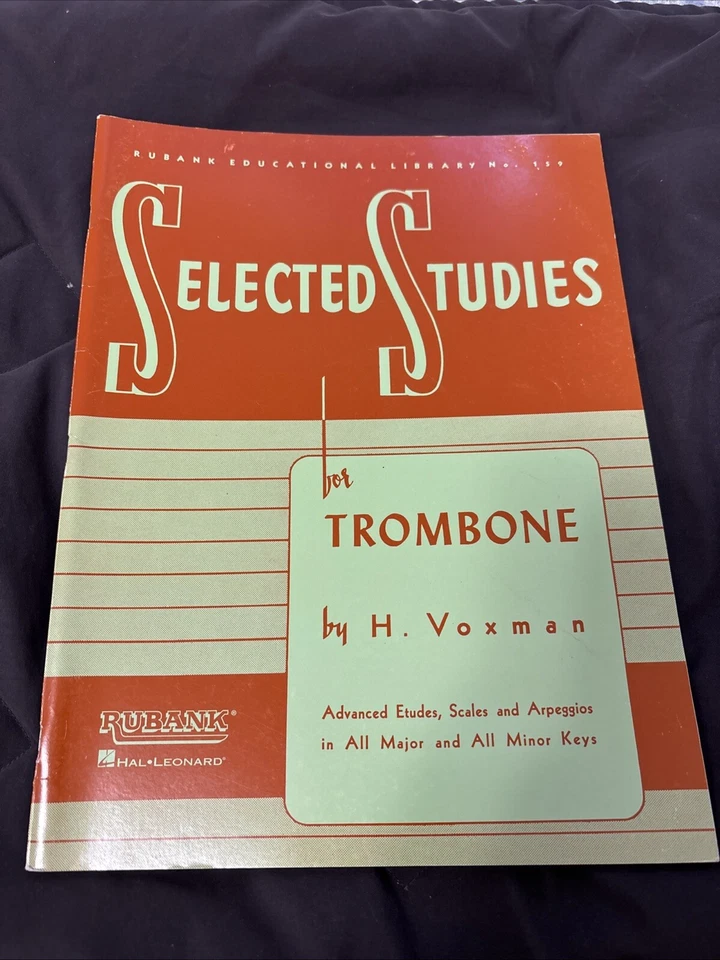 RUBANK EDUCATIONAL LIBRARY No. 159
SELECTED STUDIES
for
TROMBONE
by H. Voxman
Advanced Etudes, Scales and Arpeggios
in All Major and All Minor Keys
RUBANK®
HAL•LEONARD®